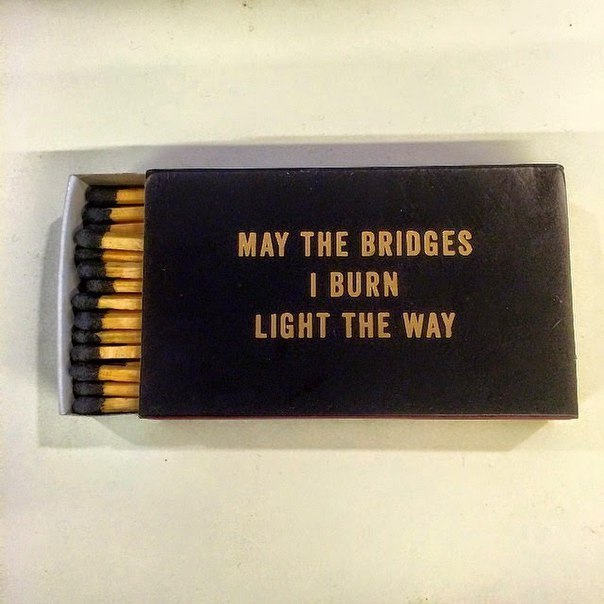 MAY THE BRIDGES
I BURN
LIGHT THE WAY